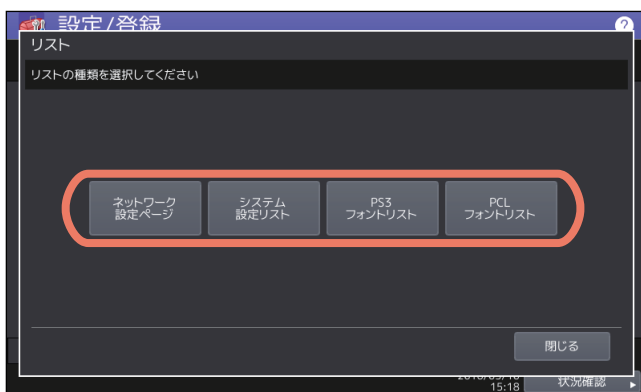 設定/登録
?
リスト
リストの種類を選択してください
ネットワーク
設定ページ
システム
設定リスト
PS3
フォントリスト
PCL
フォントリスト
閉じる
15:18
状況確認